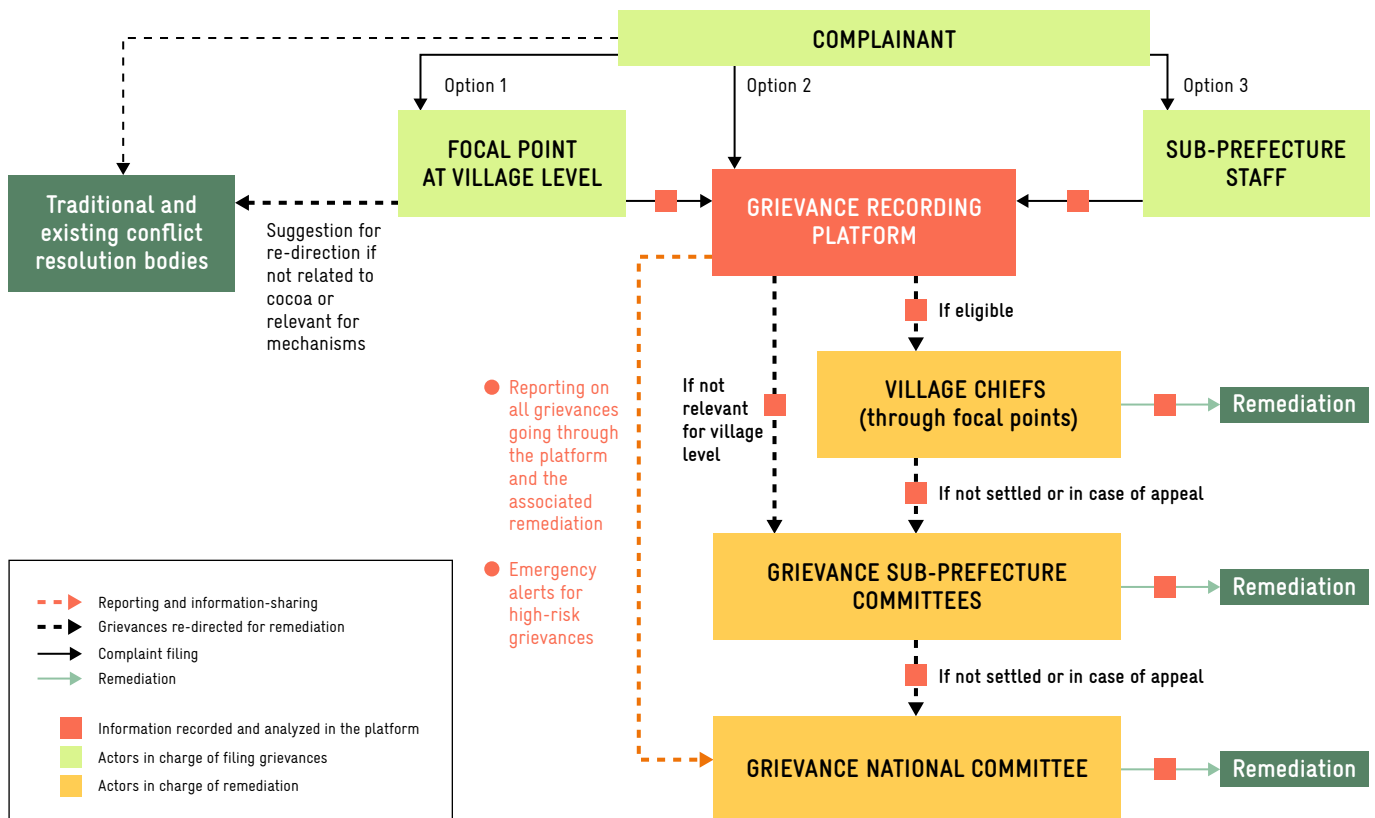 COMPLAINANT
Option 1
Option 2
Option 3
FOCAL POINT
AT VILLAGE LEVEL
SUB-PREFECTURE
STAFF
Traditional and
existing conflict
resolution bodies
GRIEVANCE RECORDING
PLATFORM
Suggestion for
re-direction if
not related to
cocoa or
relevant for
mechanisms
If eligible
Reporting on
all grievances
going through
the platform
and the
associated
remediation
Emergency
alerts for
high-risk
grievances
If not
relevant
for village
level
VILLAGE CHIEFS
(through focal points)
Remediation
If not settled or in case of appeal
GRIEVANCE SUB-PREFECTURE
COMMITTEES
Remediation
If not settled or in case of appeal
GRIEVANCE NATIONAL COMMITTEE
Remediation
Reporting and information-sharing
Grievances re-directed for remediation
Complaint filing
Remediation
Information recorded and analyzed in the platform
Actors in charge of filing grievances
Actors in charge of remediation